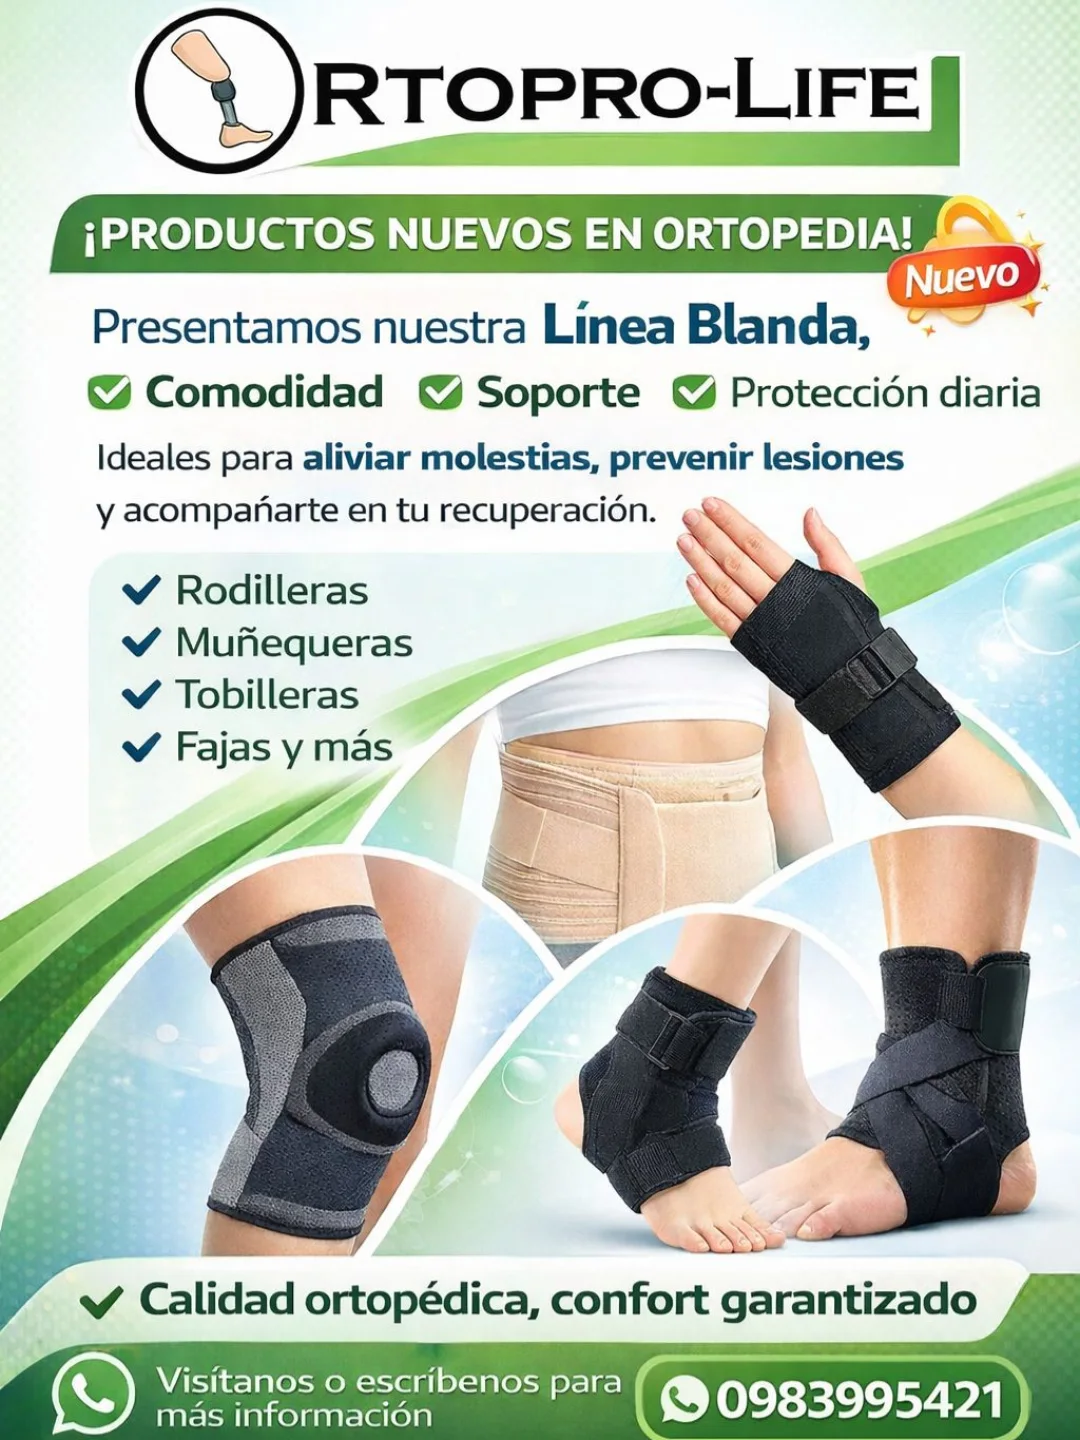 ORTOPRO-LIFE
¡PRODUCTOS NUEVOS EN ORTOPEDIA!
Nuevo
Presentamos nuestra Línea Blanda,
Comodidad Soporte Protección diaria
Ideales para aliviar molestias, prevenir lesiones
y acompañarte en tu recuperación.
Rodilleras
Muñequeras
Tobilleras
Fajas y más
Calidad ortopédica, confort garantizado
Visítanos o escríbenos para
más información
0983995421